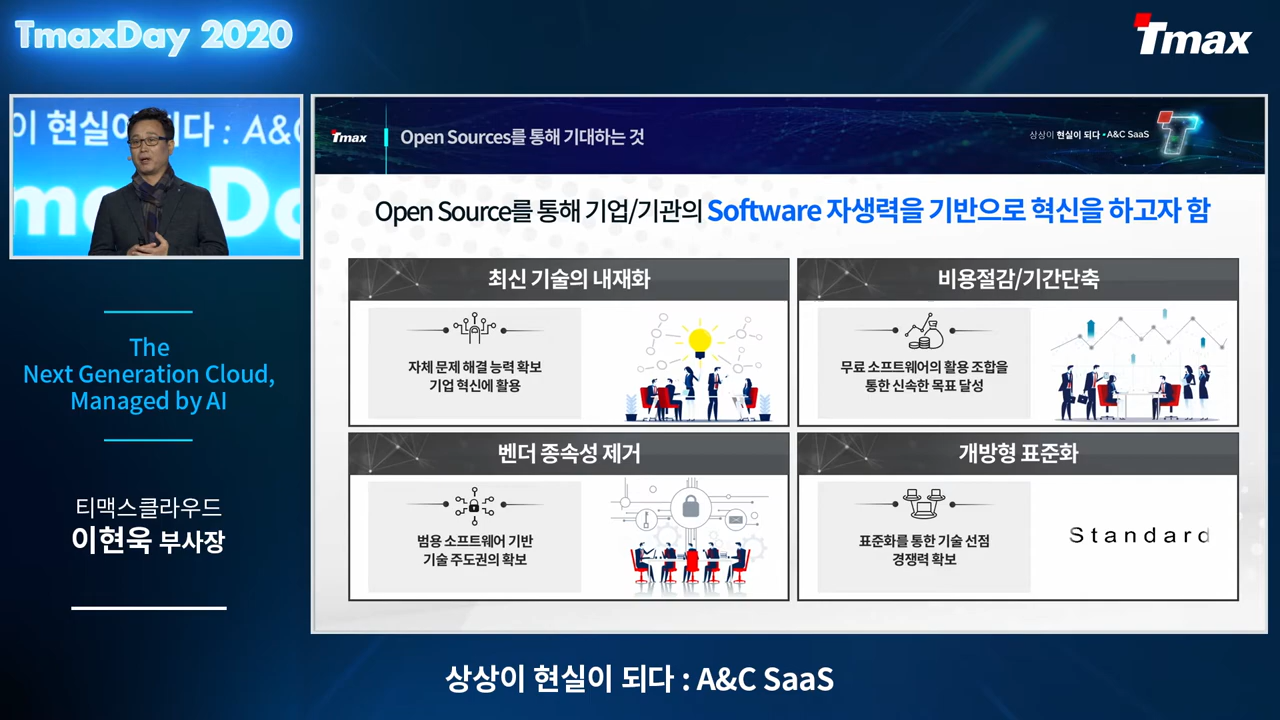 TmaxDay 2020
Tmax
이 현실이 되다 : A&C
Tmax
Open Sources를 통해 기대하는 것
상상이 현실이 되다 • A&C SaaS
Open Source를 통해 기업/기관의 Software 자생력을 기반으로 혁신을 하고자 함
최신 기술의 내재화
자체 문제 해결 능력 확보
기업 혁신에 활용
비용절감/기간단축
무료 소프트웨어의 활용 조합을
통한 신속한 목표 달성
벤더 종속성 제거
범용 소프트웨어 기반
기술 주도권의 확보
개방형 표준화
표준화를 통한 기술 선점
경쟁력 확보
Standard
The
Next Generation Cloud,
Managed by AI
티맥스클라우드
이현욱 부사장
상상이 현실이 되다 : A&C SaaS